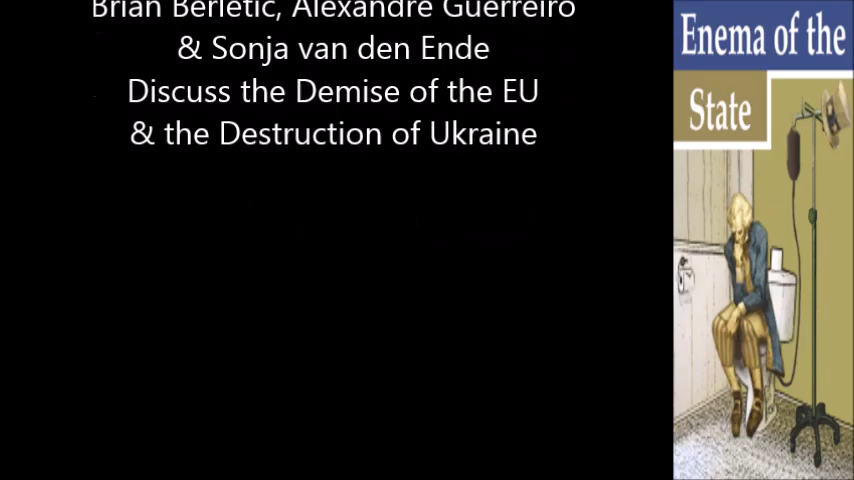 Brian Berletic, Alexandre Guerreiro
& Sonja van den Ende
Discuss the Demise of the EU
& the Destruction of Ukraine
Enema of the
State